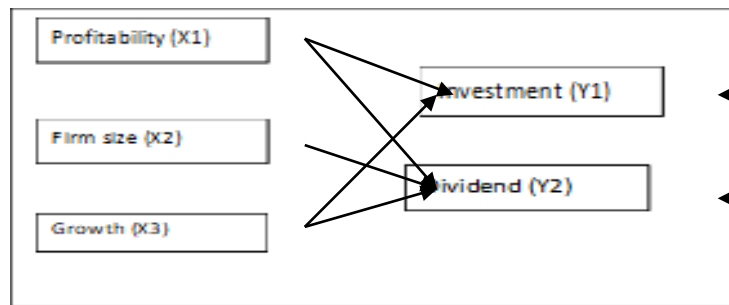 Profitability (X1)
Investment (Y1)
Firm size (X2)
Dividend (Y2)
Growth (X3)